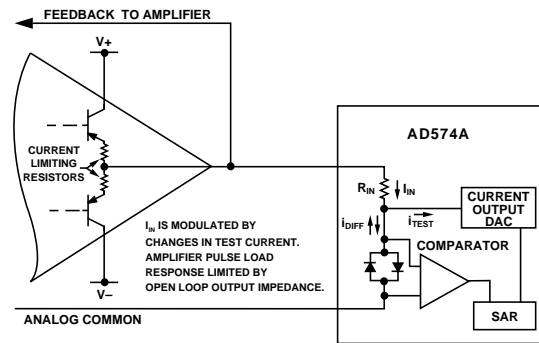 FEEDBACK TO AMPLIFIER
V+
CURRENT
LIMITING
RESISTORS
V–
I_IN IS MODULATED BY
CHANGES IN TEST CURRENT.
AMPLIFIER PULSE LOAD
RESPONSE LIMITED BY
OPEN LOOP OUTPUT IMPEDANCE.
ANALOG COMMON
AD574A
R_IN
I_IN
i_DIFF
i_TEST
CURRENT
OUTPUT
DAC
COMPARATOR
SAR